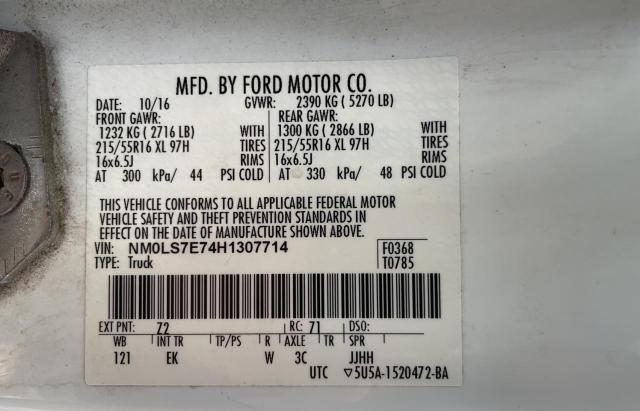 MFD. BY FORD MOTOR CO.
DATE: 10/16 GVWR: 2390 KG ( 5270 LB)
FRONT GAWR: REAR GAWR:
1232 KG ( 2716 LB) WITH 1300 KG ( 2866 LB) WITH
215/55R16 XL 97H TIRES 215/55R16 XL 97H TIRES
16x6.5J RIMS 16x6.5J RIMS
AT 300 kPa/ 44 PSI COLD AT 330 kPa/ 48 PSI COLD
THIS VEHICLE CONFORMS TO ALL APPLICABLE FEDERAL MOTOR
VEHICLE SAFETY AND THEFT PREVENTION STANDARDS IN
EFFECT ON THE DATE OF MANUFACTURE SHOWN ABOVE.
VIN: NM0LS7E74H1307714 F0368
TYPE: Truck T0785
EXT PNT: Z2 RC: 71 DSO:
WB INT TR TP/PS R AXLE TR SPR
121 EK W 3C JJHH
UTC ▽5U5A-1520472-BA